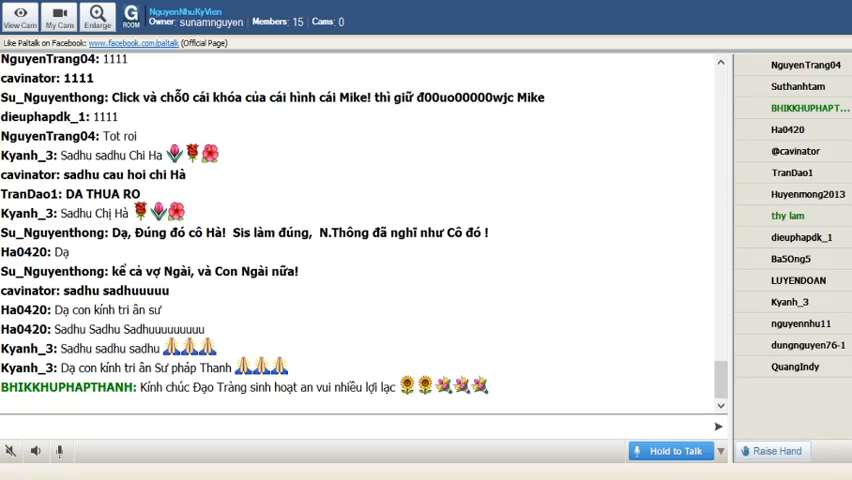 NguyenNhuKyVien
View Cam
My Cam
Enlarge
G
ROOM
Owner: sunamnguyen
Members: 15
Cams: 0
Like Paltalk on Facebook: www.facebook.com/paltalk (Official Page)
NguyenTrang04: 1111
cavinator: 1111
Su_Nguyenthong: Click và chỗ0 cái khóa của cái hình cái Mike! thì giữ đ00uo00000wjc Mike
dieuphapdk_1: 1111
NguyenTrang04: Tot roi
Kyanh_3: Sadhu sadhu Chi Ha
cavinator: sadhu cau hoi chi Hà
TranDao1: DA THUA RO
Kyanh_3: Sadhu Chị Hà
Su_Nguyenthong: Dạ, Đúng đó cô Hà! Sis làm đúng, N.Thông đã nghĩ như Cô đó !
Ha0420: Dạ
Su_Nguyenthong: kể cả vợ Ngài, và Con Ngài nữa!
cavinator: sadhu sadhuuuuu
Ha0420: Dạ con kính tri ân sư
Ha0420: Sadhu Sadhu Sadhuuuuuuuuu
Kyanh_3: Sadhu sadhu sadhu
Kyanh_3: Dạ con kính tri ân Sư pháp Thanh
BHIKKHUPHAPTHANH: Kính chúc Đạo Tràng sinh hoạt an vui nhiều lợi lạc
Hold to Talk
NguyenTrang04
Suthanhtam
BHIKKHUPHAPT...
Ha0420
@cavinator
TranDao1
Huyenmong2013
thy lam
dieuphapdk_1
Ba5Ong5
LUYENDOAN
Kyanh_3
nguyennhu11
dungnguyen76-1
QuangIndy
Raise Hand